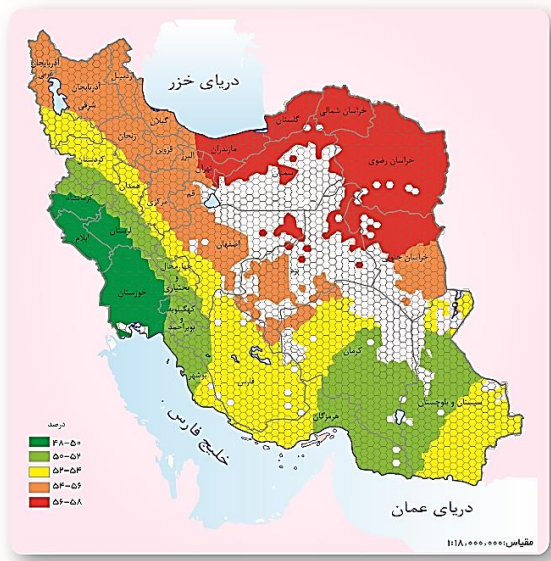 دریای خزر
آذربایجان
غربی
آذربایجان
شرقی
اردبیل
گیلان
زنجان
قزوین
البرز
تهران
مازندران
گلستان
خراسان شمالی
خراسان رضوی
کردستان
همدان
مرکزی
قم
کرمانشاه
ایلام
لرستان
اصفهان
یزد
خوزستان
چهارمحال
و
بختیاری
کهگیلویه
و
بویراحمد
فارس
بوشهر
کرمان
هرمزگان
سیستان و بلوچستان
خلیج فارس
دریای عمان
درصد
۴۸-۵۰
۵۰-۵۲
۵۲-۵۴
۵۴-۵۶
۵۶-۵۸
مقیاس:۱:۱۸,۰۰۰,۰۰۰